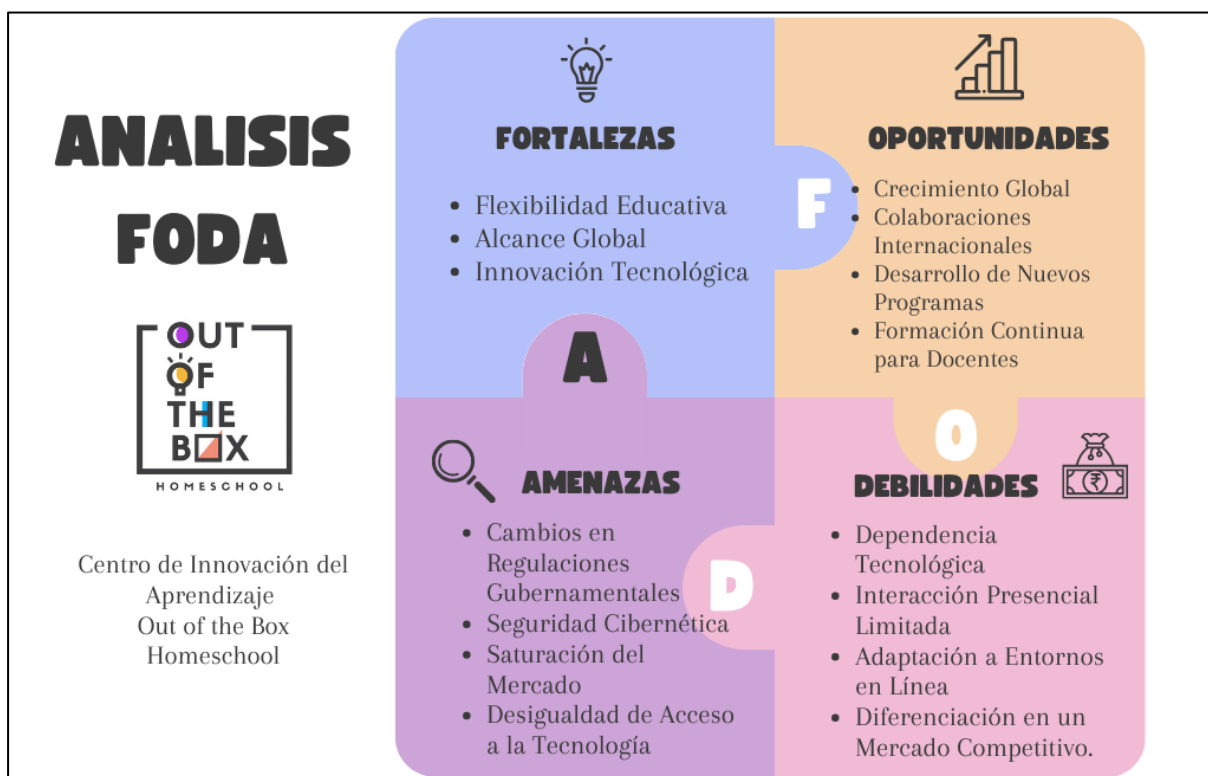 ANALISIS
FODA
OUT
OF
THE
BOX
HOMESCHOOL
Centro de Innovación del
Aprendizaje
Out of the Box
Homeschool
FORTALEZAS
• Flexibilidad Educativa
• Alcance Global
• Innovación Tecnológica
F
OPORTUNIDADES
• Crecimiento Global
• Colaboraciones
Internacionales
• Desarrollo de Nuevos
Programas
• Formación Continua
para Docentes
A
AMENAZAS
• Cambios en
Regulaciones
Gubernamentales
• Seguridad Cibernética
• Saturación del
Mercado
• Desigualdad de Acceso
a la Tecnología
D
O
DEBILIDADES
₹
• Dependencia
Tecnológica
• Interacción Presencial
Limitada
• Adaptación a Entornos
en Línea
• Diferenciación en un
Mercado Competitivo.